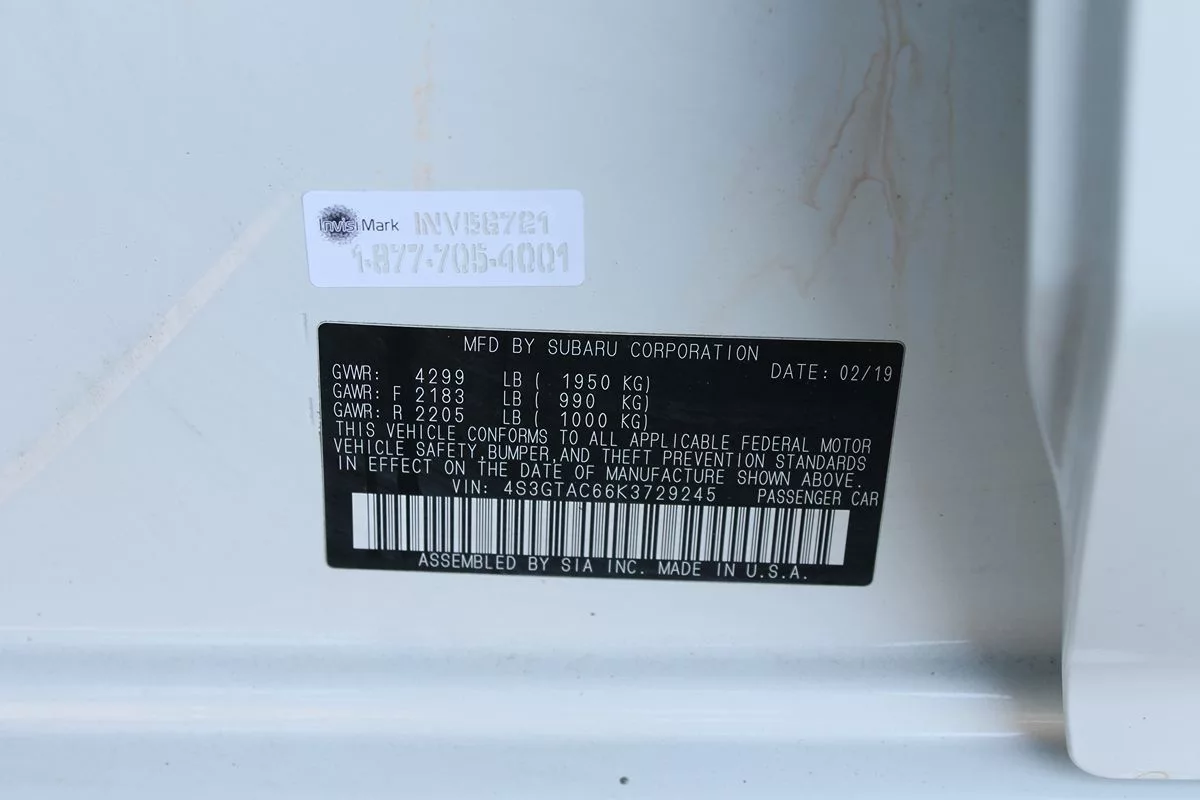 InvisiMark INV56721
1-877-705-4001
MFD BY SUBARU CORPORATION
DATE: 02/19
GVWR: 4299 LB ( 1950 KG)
GAWR: F 2183 LB ( 990 KG)
GAWR: R 2205 LB ( 1000 KG)
THIS VEHICLE CONFORMS TO ALL APPLICABLE FEDERAL MOTOR
VEHICLE SAFETY,BUMPER,AND THEFT PREVENTION STANDARDS
IN EFFECT ON THE DATE OF MANUFACTURE SHOWN ABOVE.
VIN: 4S3GTAC66K3729245 PASSENGER CAR
ASSEMBLED BY SIA INC. MADE IN U.S.A.